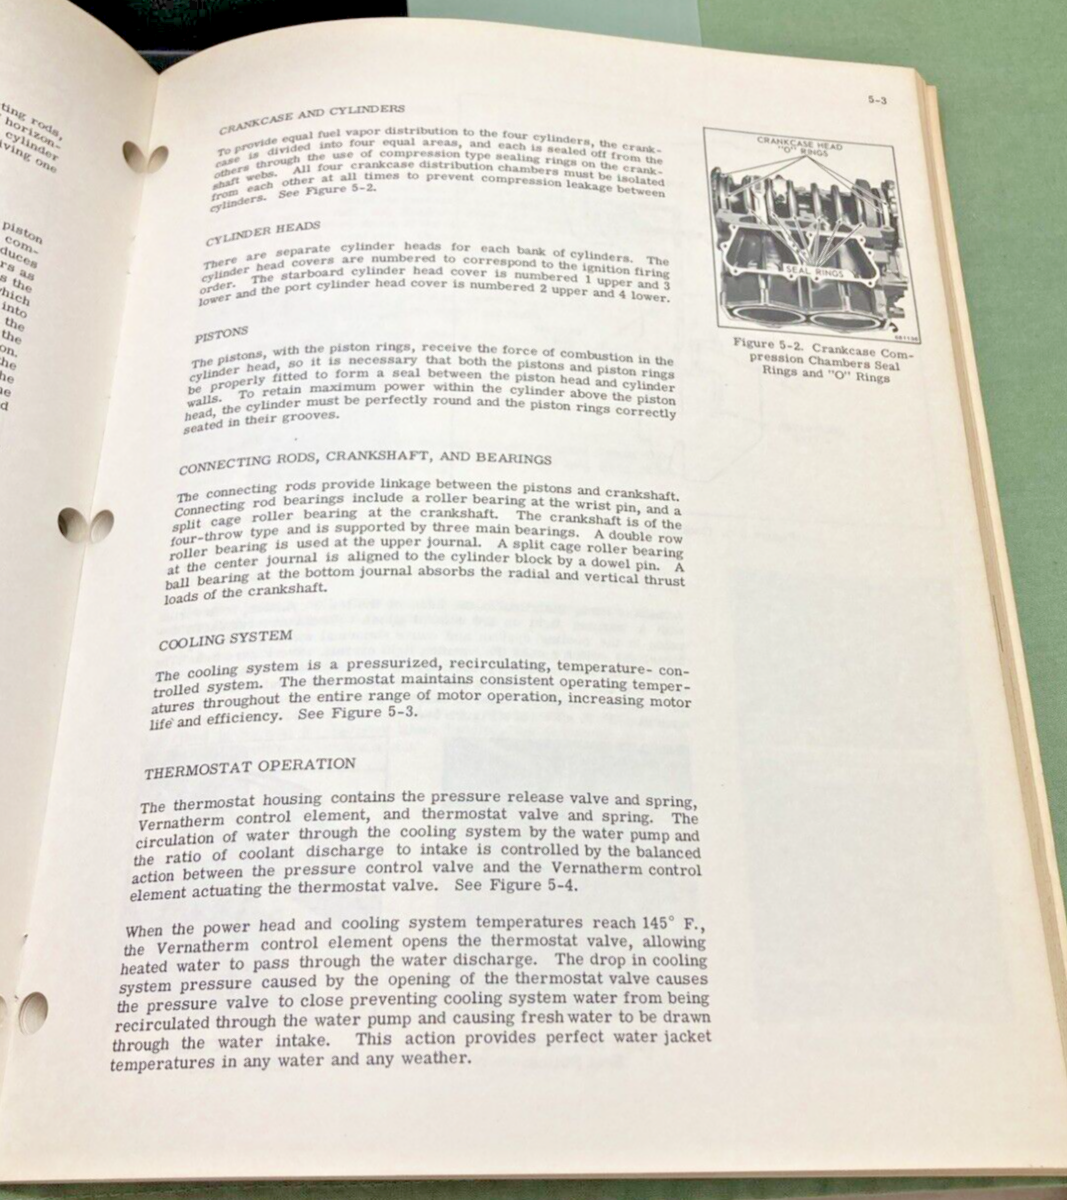 ting rods,
horizon-
cylinder
iving one
piston
com-
duces
rs as
s the
which
into
the
the
on.
he
he
ne
d
5-3
CRANKCASE AND CYLINDERS
To provide equal fuel vapor distribution to the four cylinders, the crank-
case is divided into four equal areas, and each is sealed off from the
others through the use of compression type sealing rings on the crank-
shaft webs. All four crankcase distribution chambers must be isolated
from each other at all times to prevent compression leakage between
cylinders. See Figure 5-2.
CYLINDER HEADS
There are separate cylinder heads for each bank of cylinders. The
cylinder head covers are numbered to correspond to the ignition firing
order. The starboard cylinder head cover is numbered 1 upper and 3
lower and the port cylinder head cover is numbered 2 upper and 4 lower.
PISTONS
The pistons, with the piston rings, receive the force of combustion in the
cylinder head, so it is necessary that both the pistons and piston rings
be properly fitted to form a seal between the piston head and cylinder
walls. To retain maximum power within the cylinder above the piston
head, the cylinder must be perfectly round and the piston rings correctly
seated in their grooves.
CONNECTING RODS, CRANKSHAFT, AND BEARINGS
The connecting rods provide linkage between the pistons and crankshaft.
Connecting rod bearings include a roller bearing at the wrist pin, and a
split cage roller bearing at the crankshaft. The crankshaft is of the
four-throw type and is supported by three main bearings. A double row
roller bearing is used at the upper journal. A split cage roller bearing
at the center journal is aligned to the cylinder block by a dowel pin. A
ball bearing at the bottom journal absorbs the radial and vertical thrust
loads of the crankshaft.
COOLING SYSTEM
The cooling system is a pressurized, recirculating, temperature- con-
trolled system. The thermostat maintains consistent operating temper-
atures throughout the entire range of motor operation, increasing motor
life and efficiency. See Figure 5-3.
THERMOSTAT OPERATION
The thermostat housing contains the pressure release valve and spring,
Vernatherm control element, and thermostat valve and spring. The
circulation of water through the cooling system by the water pump and
the ratio of coolant discharge to intake is controlled by the balanced
action between the pressure control valve and the Vernatherm control
element actuating the thermostat valve. See Figure 5-4.
When the power head and cooling system temperatures reach 145° F.,
the Vernatherm control element opens the thermostat valve, allowing
heated water to pass through the water discharge. The drop in cooling
system pressure caused by the opening of the thermostat valve causes
the pressure valve to close preventing cooling system water from being
recirculated through the water pump and causing fresh water to be drawn
through the water intake. This action provides perfect water jacket
temperatures in any water and any weather.
CRANKCASE HEAD
"O" RINGS
SEAL RINGS
Figure 5-2. Crankcase Com-
pression Chambers Seal
Rings and "O" Rings